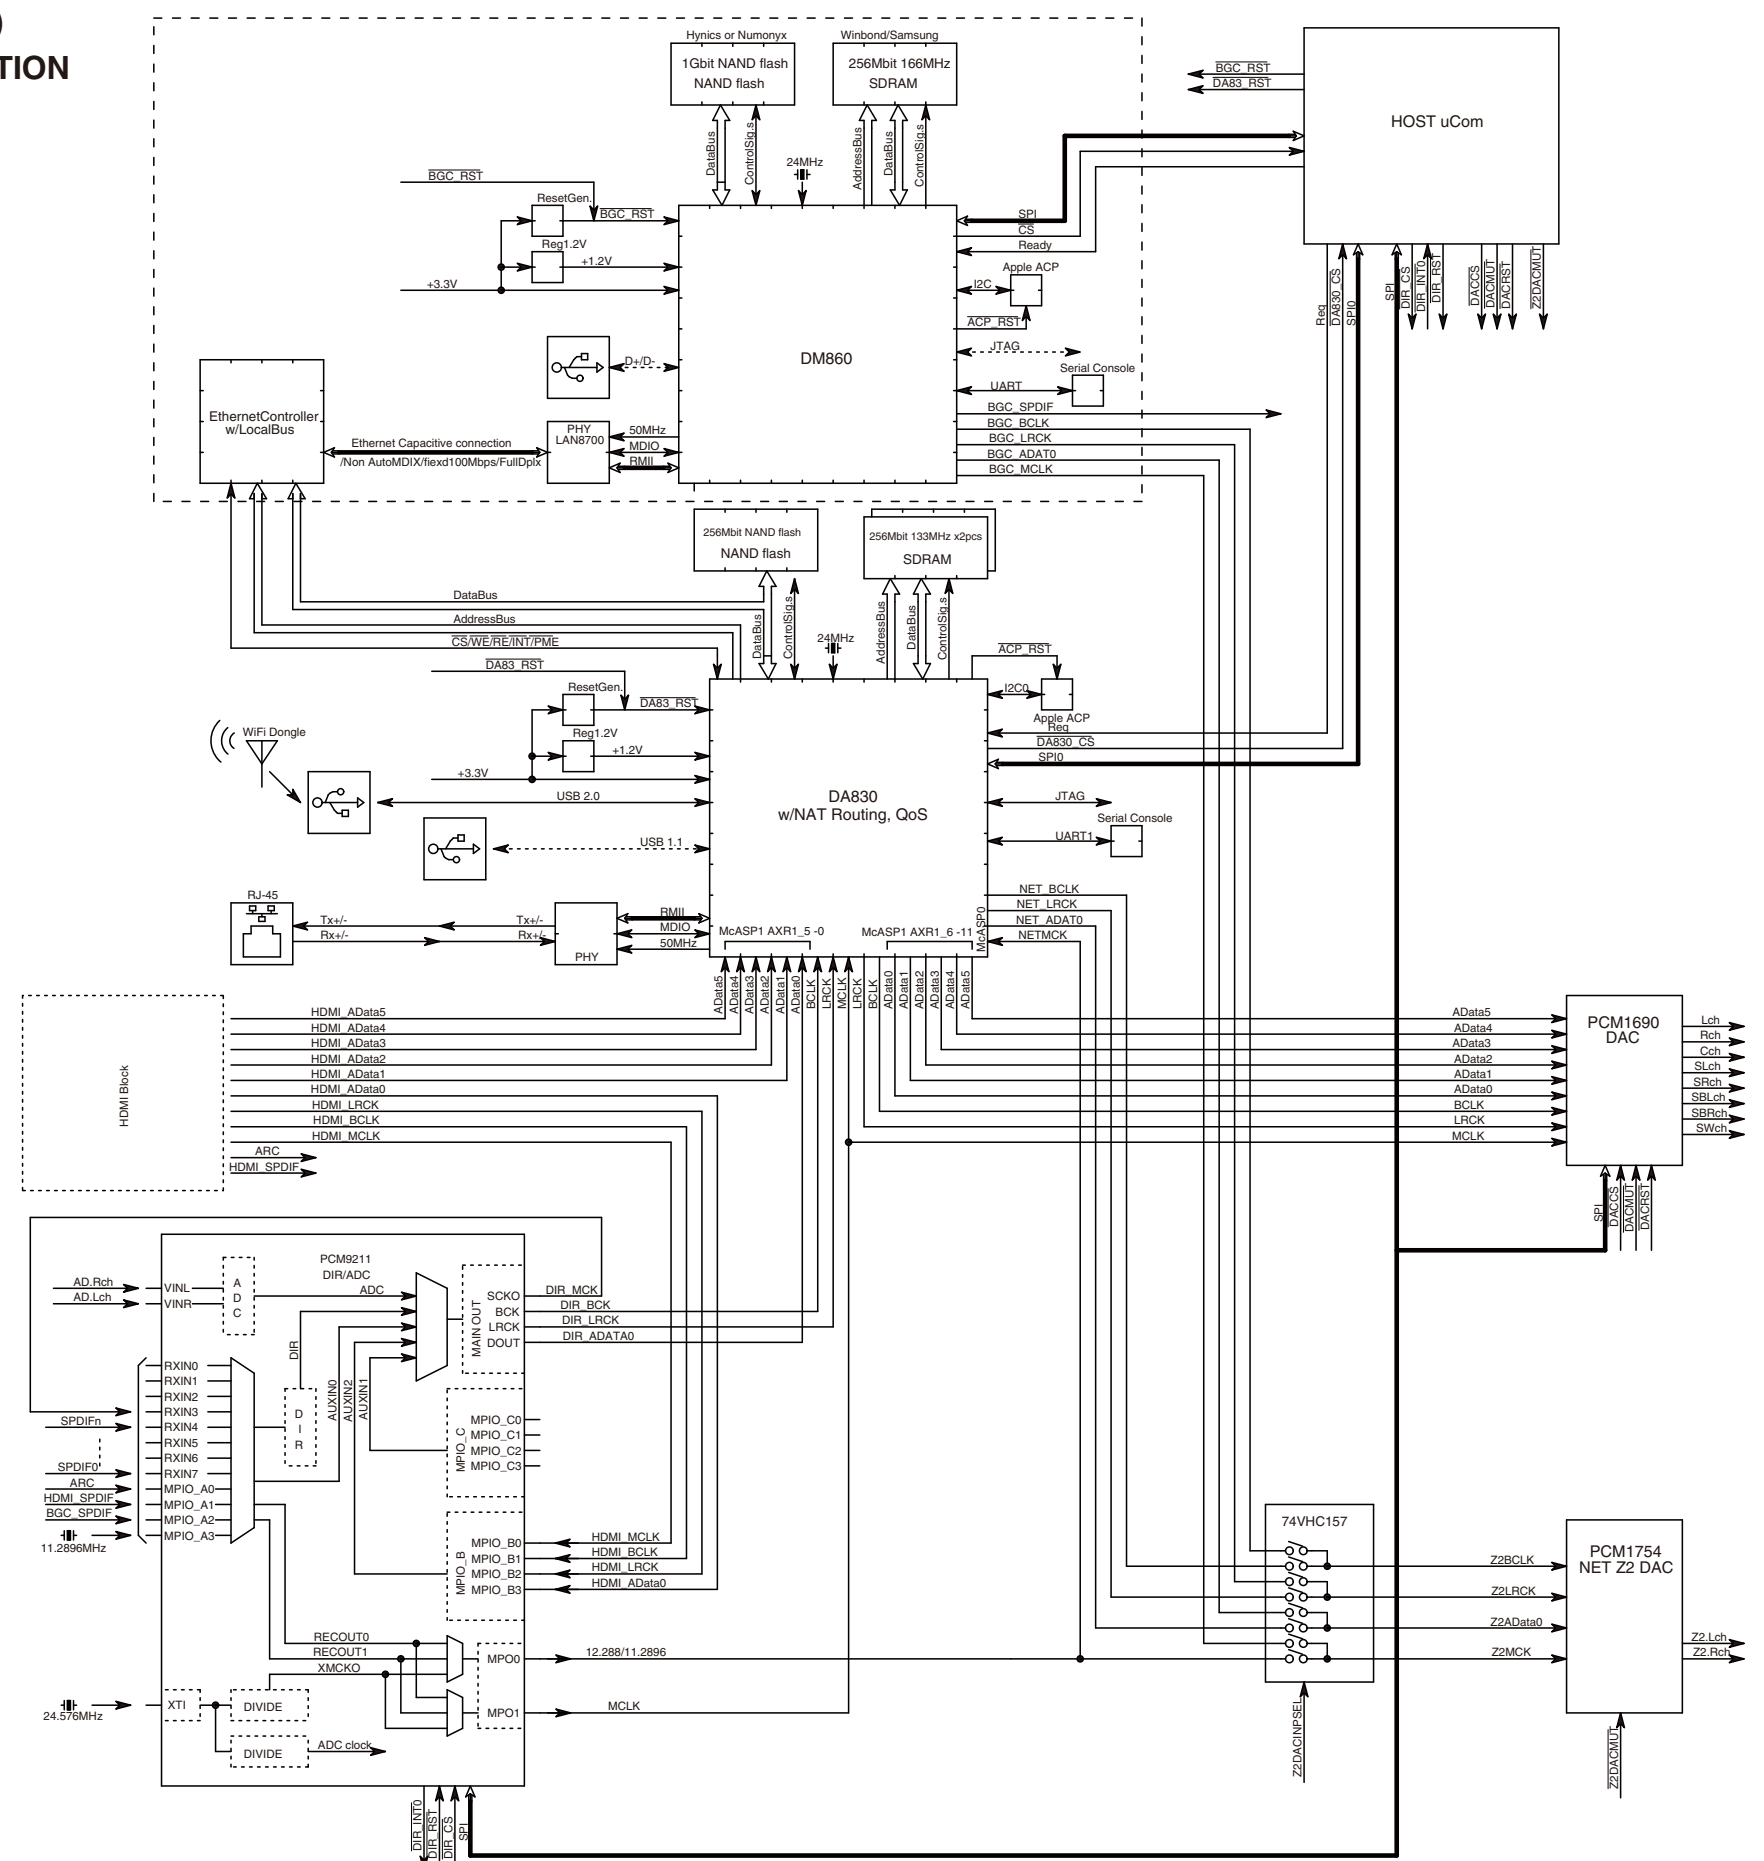 )
TION
Hynics or Numonyx
1Gbit NAND flash
NAND flash
Winbond/Samsung
256Mbit 166MHz
SDRAM
HOST uCom
BGC_RST
DA83_RST
DataBus
ControlSig.s
24MHz
AddressBus
DataBus
ControlSig.s
BGC_RST
ResetGen.
BGC_RST
Reg1.2V
+1.2V
+3.3V
DM860
SPI
CS
Ready
Apple ACP
I2C
ACP_RST
JTAG
Serial Console
UART
BGC_SPDIF
BGC_BCLK
BGC_LRCK
BGC_ADAT0
BGC_MCLK
Req
DA830_CS
SPI0
SPI
DIR_CS
DIR_INT0
DIR_RST
DACCS
DACMUT
DACRST
Z2DACMUT
D+/D-
EthernetController
w/LocalBus
Ethernet Capacitive connection
/Non AutoMDIX/fiexd100Mbps/FullDplx
PHY
LAN8700
50MHz
MDIO
RMII
256Mbit NAND flash
NAND flash
256Mbit 133MHz x2pcs
SDRAM
DataBus
AddressBus
CS/WE/RE/INT/PME
DataBus
ControlSig.s
24MHz
AddressBus
DataBus
ControlSig.s
DA83_RST
ResetGen.
DA83_RST
Reg1.2V
+1.2V
+3.3V
ACP_RST
I2C0
Apple ACP
Req
DA830_CS
SPI0
WiFi Dongle
USB 2.0
USB 1.1
DA830
w/NAT Routing, QoS
JTAG
Serial Console
UART1
RJ-45
Tx+/-
Rx+/-
Tx+/-
Rx+/-
PHY
RMII
MDIO
50MHz
McASP1 AXR1_5 -0
McASP1 AXR1_6 -11
McASP0
NET_BCLK
NET_LRCK
NET_ADAT0
NETMCK
AData5
AData4
AData3
AData2
AData1
AData0
BCLK
LRCK
MCLK
LRCK
BCLK
AData0
AData1
AData2
AData3
AData4
AData5
HDMI Block
HDMI_AData5
HDMI_AData4
HDMI_AData3
HDMI_AData2
HDMI_AData1
HDMI_AData0
HDMI_LRCK
HDMI_BCLK
HDMI_MCLK
ARC
HDMI_SPDIF
AData5
AData4
AData3
AData2
AData1
AData0
BCLK
LRCK
MCLK
PCM1690
DAC
Lch
Rch
Cch
SLch
SRch
SBLch
SBRch
SWch
SPI
DACCS
DACMUT
DACRST
PCM9211
DIR/ADC
AD.Rch
AD.Lch
VINL
VINR
A
D
C
ADC
MAIN OUT
SCKO
BCK
LRCK
DOUT
DIR_MCK
DIR_BCK
DIR_LRCK
DIR_ADATA0
DIR
AUXIN0
AUXIN2
AUXIN1
D
I
R
RXIN0
RXIN1
RXIN2
RXIN3
RXIN4
RXIN5
RXIN6
RXIN7
MPIO_A0
MPIO_A1
MPIO_A2
MPIO_A3
SPDIFn
SPDIF0
ARC
HDMI_SPDIF
BGC_SPDIF
11.2896MHz
MPIO_C
MPIO_C0
MPIO_C1
MPIO_C2
MPIO_C3
MPIO_B
MPIO_B0
MPIO_B1
MPIO_B2
MPIO_B3
HDMI_MCLK
HDMI_BCLK
HDMI_LRCK
HDMI_AData0
RECOUT0
RECOUT1
XMCKO
MPO0
MPO1
12.288/11.2896
MCLK
24.576MHz
XTI
DIVIDE
DIVIDE
ADC clock
DIR_INT0
DIR_RST
DIR_CS
SPI
74VHC157
Z2DACINPSEL
Z2BCLK
Z2LRCK
Z2AData0
Z2MCK
PCM1754
NET Z2 DAC
Z2.Lch
Z2.Rch
Z2DACMUT